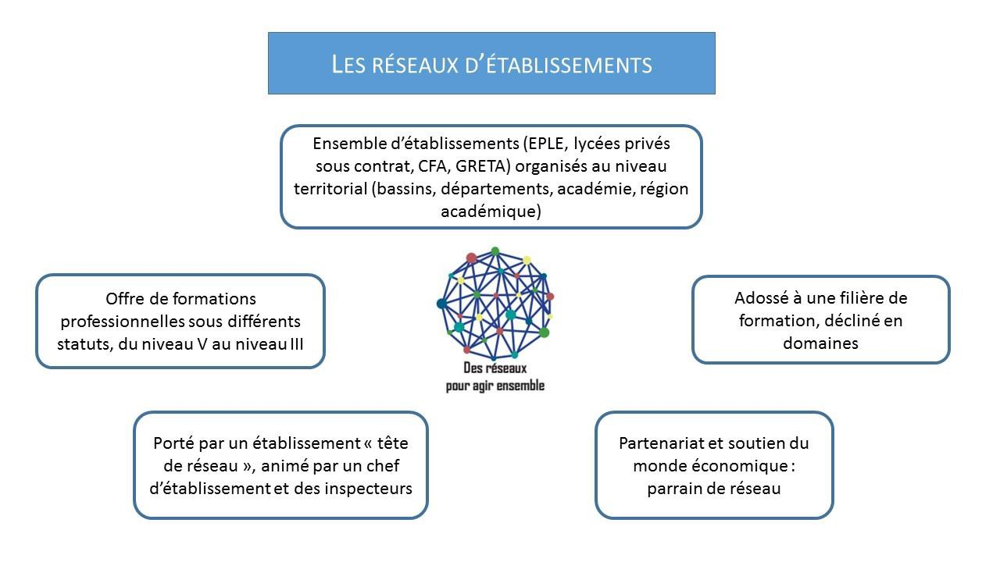 LES RÉSEAUX D’ÉTABLISSEMENTS
Ensemble d’établissements (EPLE, lycées privés
sous contrat, CFA, GRETA) organisés au niveau
territorial (bassins, départements, académie, région
académique)
Offre de formations
professionnelles sous différents
statuts, du niveau V au niveau III
Adossé à une filière de
formation, décliné en
domaines
Des réseaux
pour agir ensemble
Porté par un établissement « tête
de réseau », animé par un chef
d’établissement et des inspecteurs
Partenariat et soutien du
monde économique :
parrain de réseau